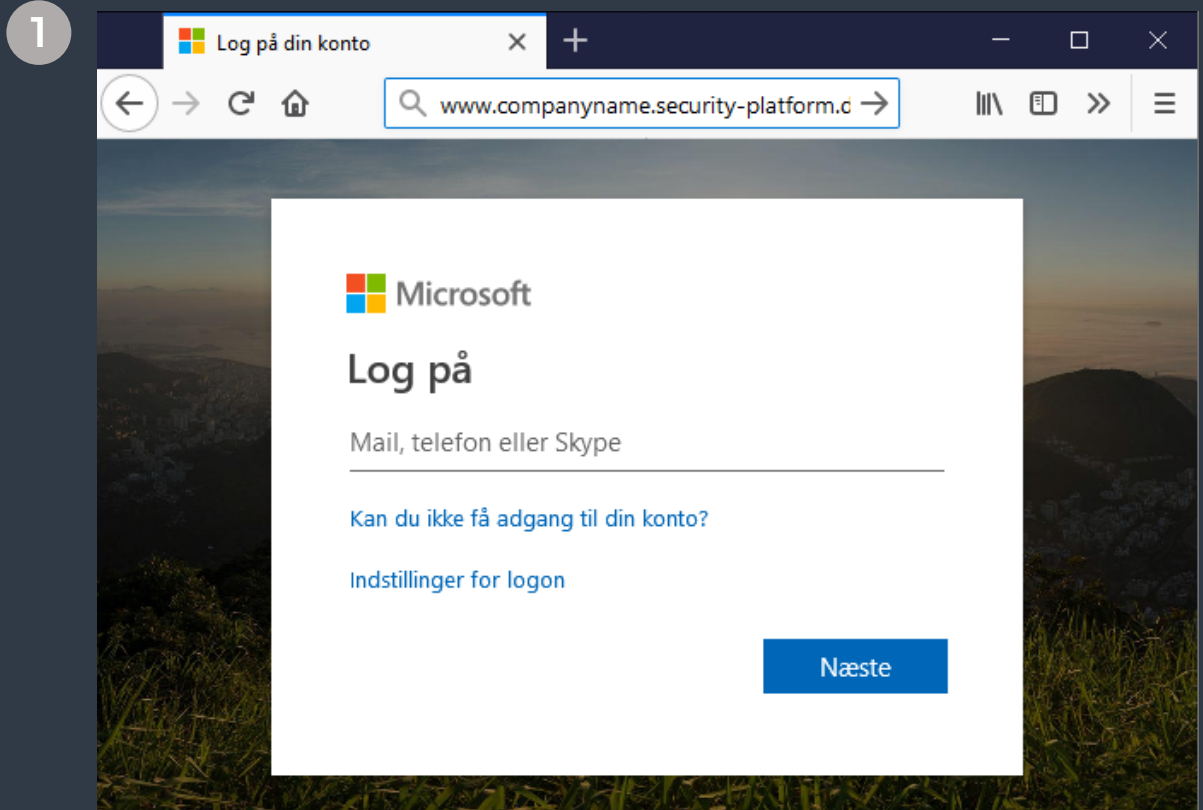 1
Log på din konto
www.companyname.security-platform.d
Microsoft
Log på
Mail, telefon eller Skype
Kan du ikke få adgang til din konto?
Indstillinger for logon
Næste